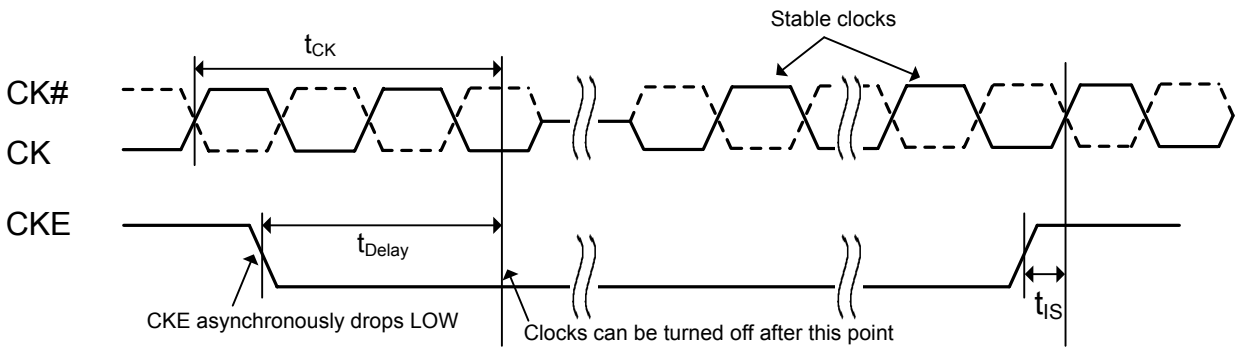 Stable clocks
tCK
CK#
CK
CKE
tDelay
tIS
CKE asynchronously drops LOW
Clocks can be turned off after this point